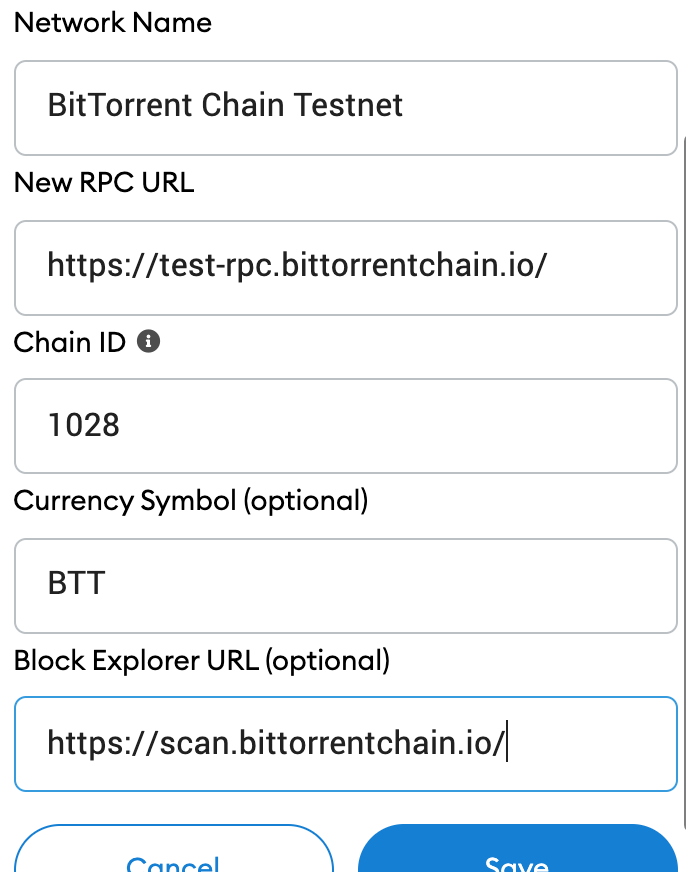 Network Name
BitTorrent Chain Testnet
New RPC URL
https://test-rpc.bittorrentchain.io/
Chain ID
1028
Currency Symbol (optional)
BTT
Block Explorer URL (optional)
https://scan.bittorrentchain.io/
Cancel
Save